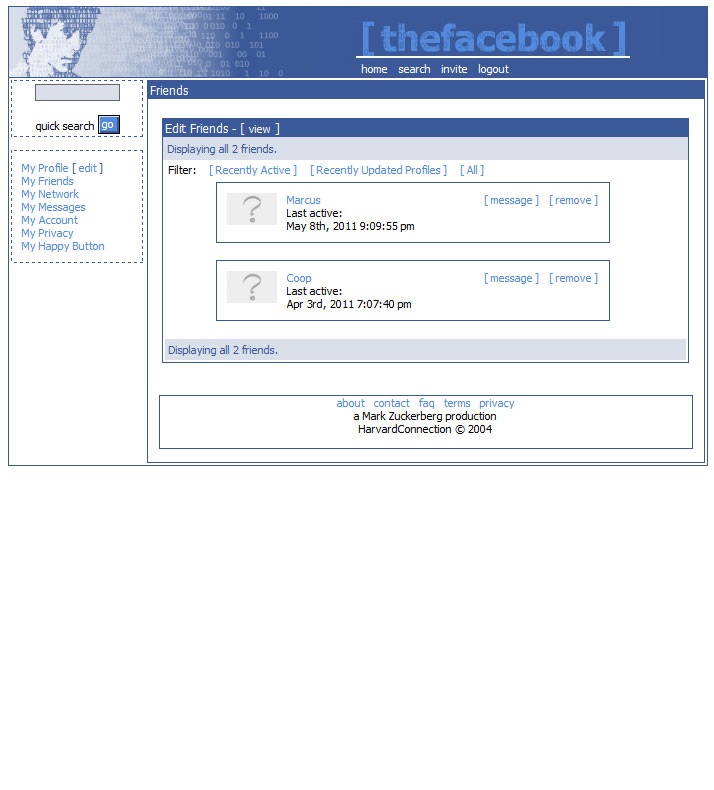 [ thefacebook ]
home search invite logout
quick search go
My Profile [ edit ]
My Friends
My Network
My Messages
My Account
My Privacy
My Happy Button
Friends
Edit Friends - [ view ]
Displaying all 2 friends.
Filter: [ Recently Active ] [ Recently Updated Profiles ] [ All ]
?
Marcus [ message ] [ remove ]
Last active:
May 8th, 2011 9:09:55 pm
?
Coop [ message ] [ remove ]
Last active:
Apr 3rd, 2011 7:07:40 pm
Displaying all 2 friends.
about contact faq terms privacy
a Mark Zuckerberg production
HarvardConnection © 2004